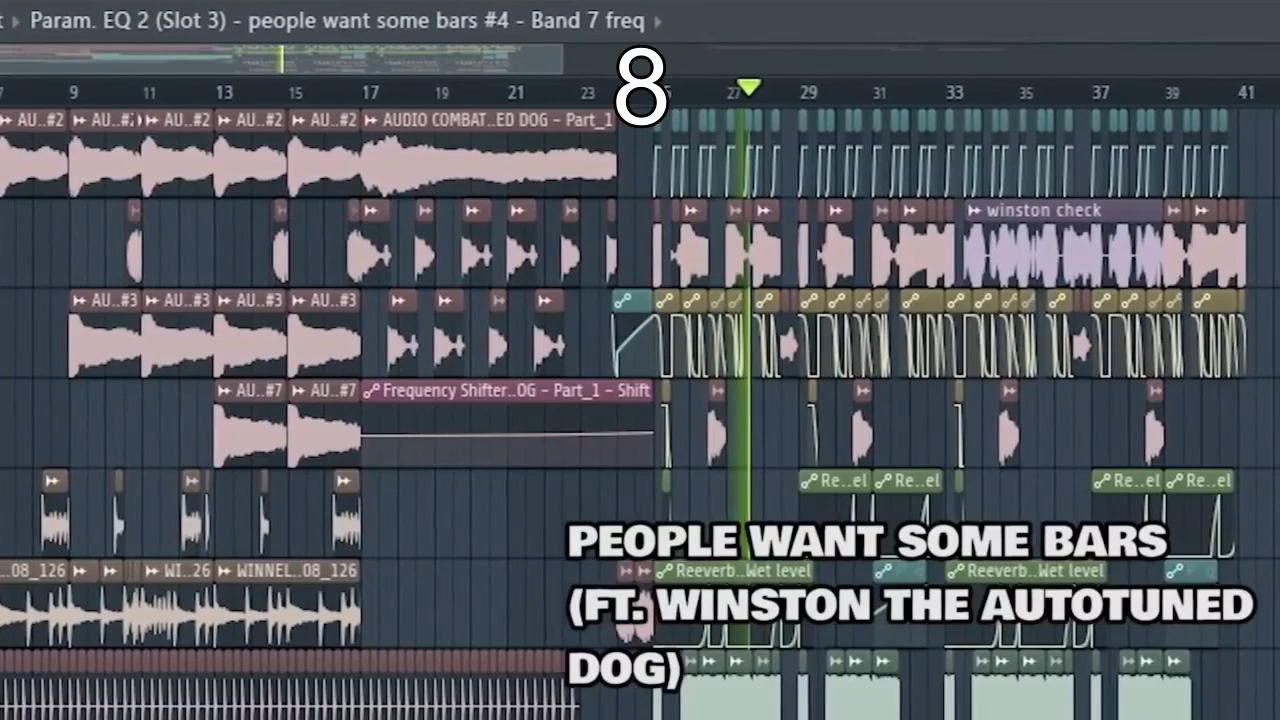 Param. EQ 2 (Slot 3) - people want some bars #4 - Band 7 freq
8
9 11 13 15 17 19 21 23 27 29 31 33 35 37 39 41
AU..#2 AU..#2 AU..#2 AU..#2 AU..#2 AUDIO COMBAT..ED DOG - Part_1
winston check
AU..#3 AU..#3 AU..#3 AU..#3
AU..#7 AU..#7 Frequency Shifter..OG - Part_1 - Shift
Re..el Re..el Re..el Re..el
..08_126 WI..26 WINNEL..08_126 Reeverb..Wet level Reeverb..Wet level
PEOPLE WANT SOME BARS
(FT. WINSTON THE AUTOTUNED
DOG)